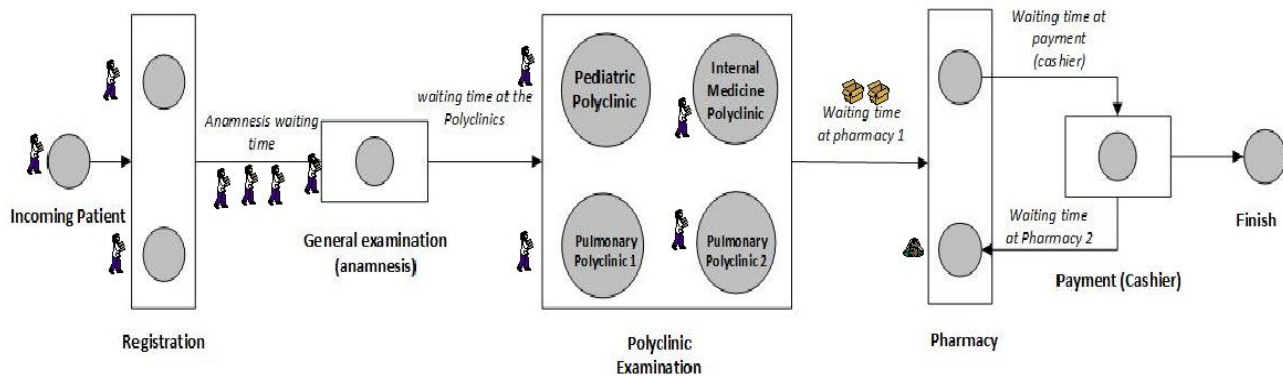 Incoming Patient
Registration
Anamnesis waiting
time
General examination
(anamnesis)
waiting time at the
Polyclinics
Pediatric
Polyclinic
Internal
Medicine
Polyclinic
Pulmonary
Polyclinic 1
Pulmonary
Polyclinic 2
Polyclinic
Examination
Waiting time
at pharmacy 1
Pharmacy
Waiting time at
payment
(cashier)
Waiting time
at Pharmacy 2
Payment (Cashier)
Finish